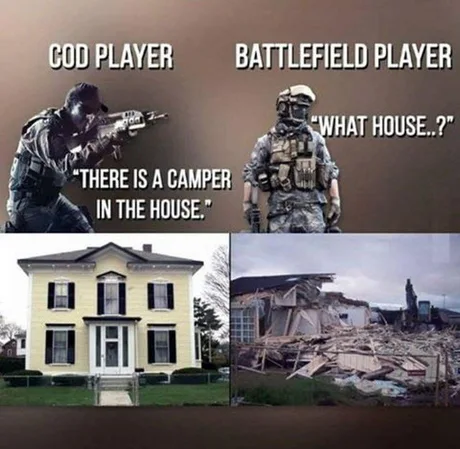 COD PLAYER
"THERE IS A CAMPER
IN THE HOUSE."
BATTLEFIELD PLAYER
"WHAT HOUSE..?"